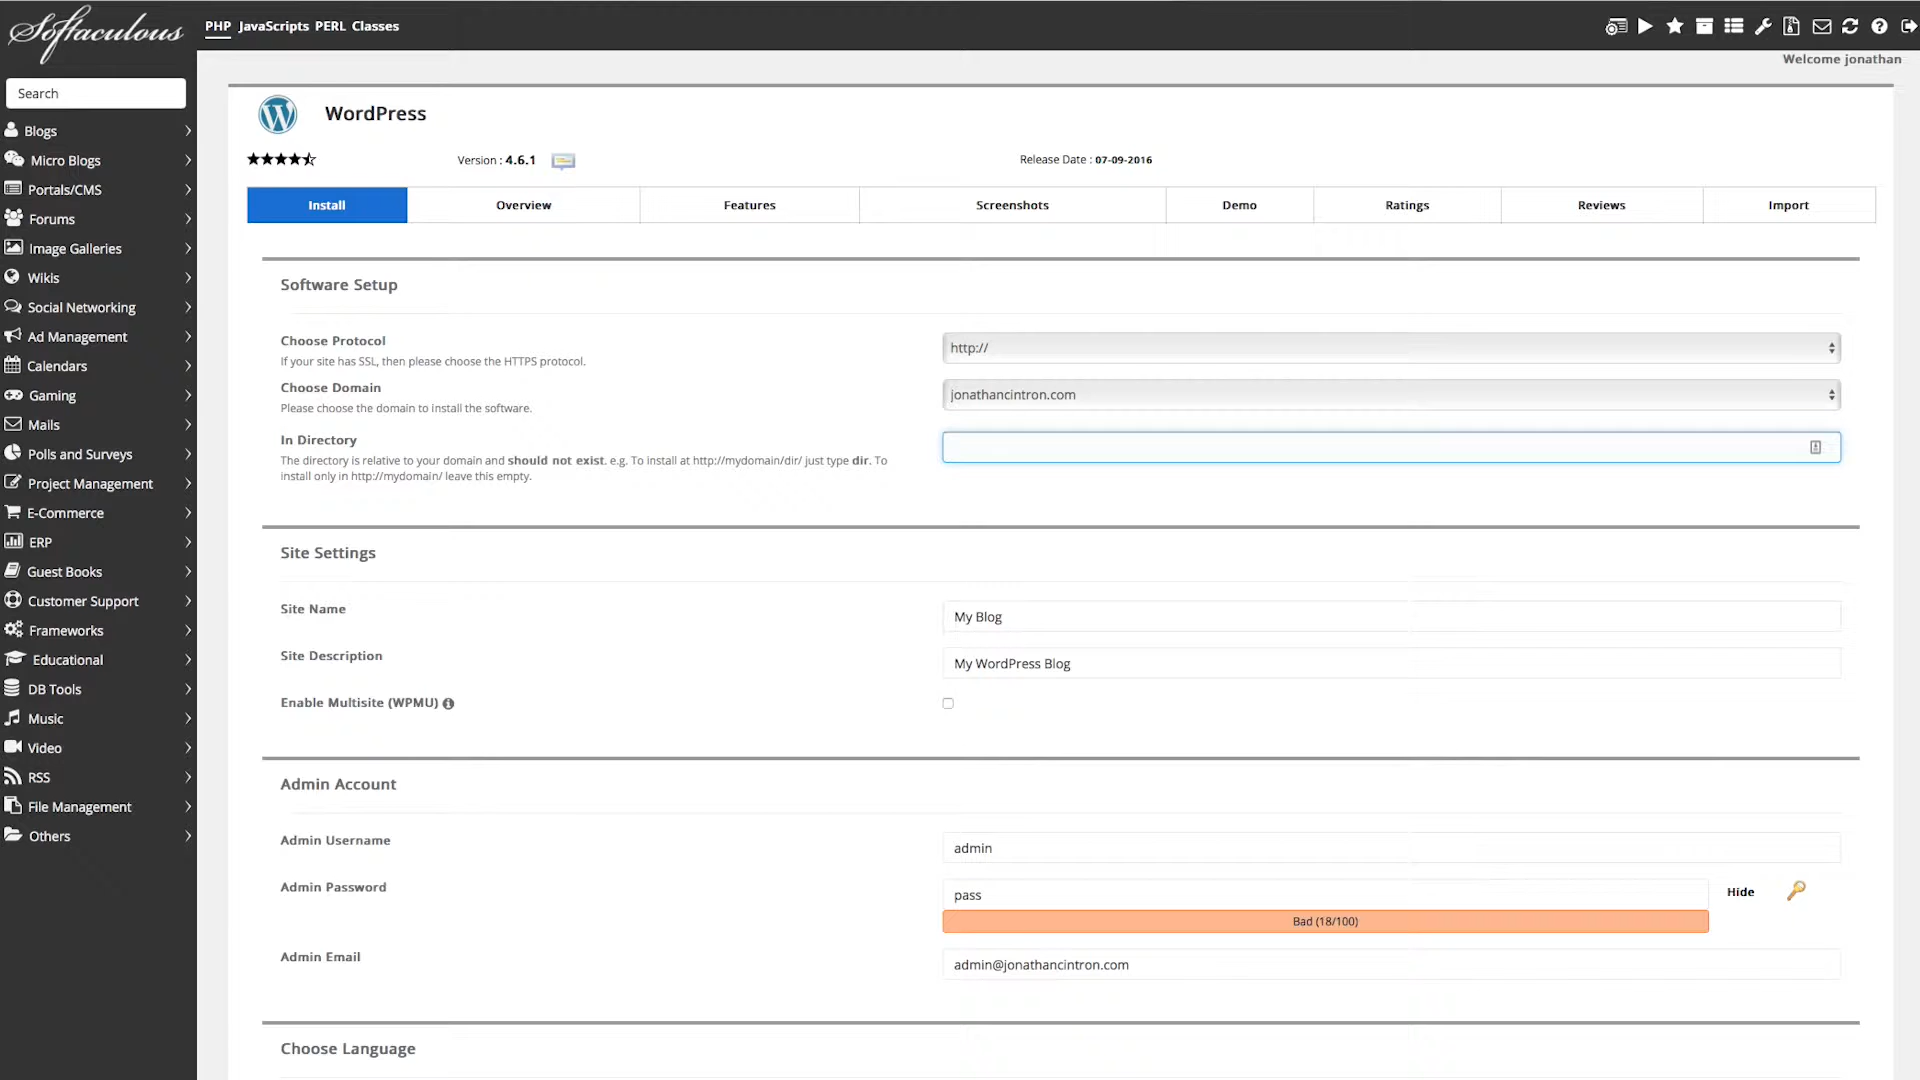 Softaculous
PHP JavaScripts PERL Classes
Welcome jonathan
Search
Blogs
Micro Blogs
Portals/CMS
Forums
Image Galleries
Wikis
Social Networking
Ad Management
Calendars
Gaming
Mails
Polls and Surveys
Project Management
E-Commerce
ERP
Guest Books
Customer Support
Frameworks
Educational
DB Tools
Music
Video
RSS
File Management
Others
WordPress
Version : 4.6.1
Release Date : 07-09-2016
Install Overview Features Screenshots Demo Ratings Reviews Import
Software Setup
Choose Protocol
If your site has SSL, then please choose the HTTPS protocol.
http://
Choose Domain
Please choose the domain to install the software.
jonathancintron.com
In Directory
The directory is relative to your domain and should not exist. e.g. To install at http://mydomain/dir/ just type dir. To
install only in http://mydomain/ leave this empty.
Site Settings
Site Name
My Blog
Site Description
My WordPress Blog
Enable Multisite (WPMU)
Admin Account
Admin Username
admin
Admin Password
pass
Hide
Bad (18/100)
Admin Email
admin@jonathancintron.com
Choose Language